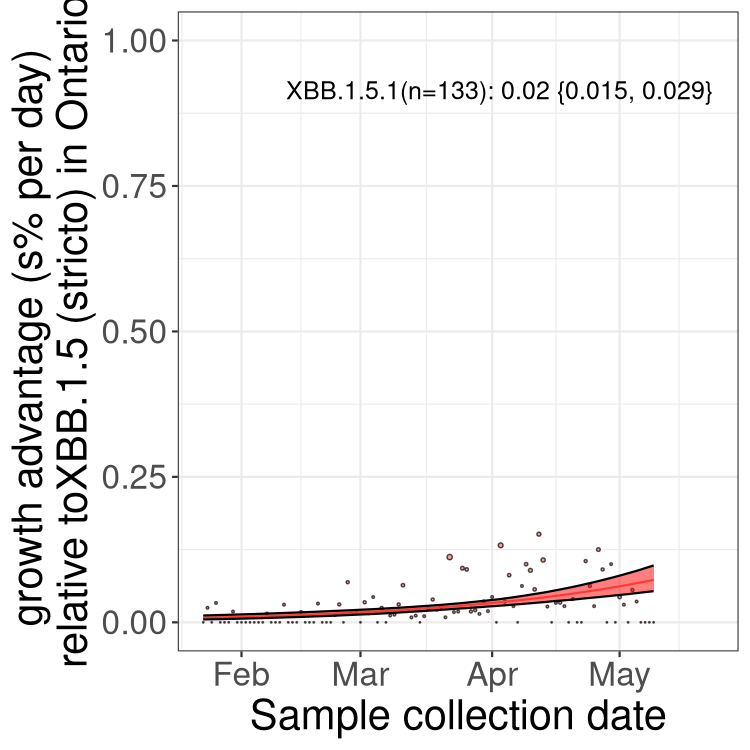 growth advantage (s% per day)
relative toXBB.1.5 (stricto) in Ontario
1.00
0.75
0.50
0.25
0.00
XBB.1.5.1(n=133): 0.02 {0.015, 0.029}
Feb Mar Apr May
Sample collection date